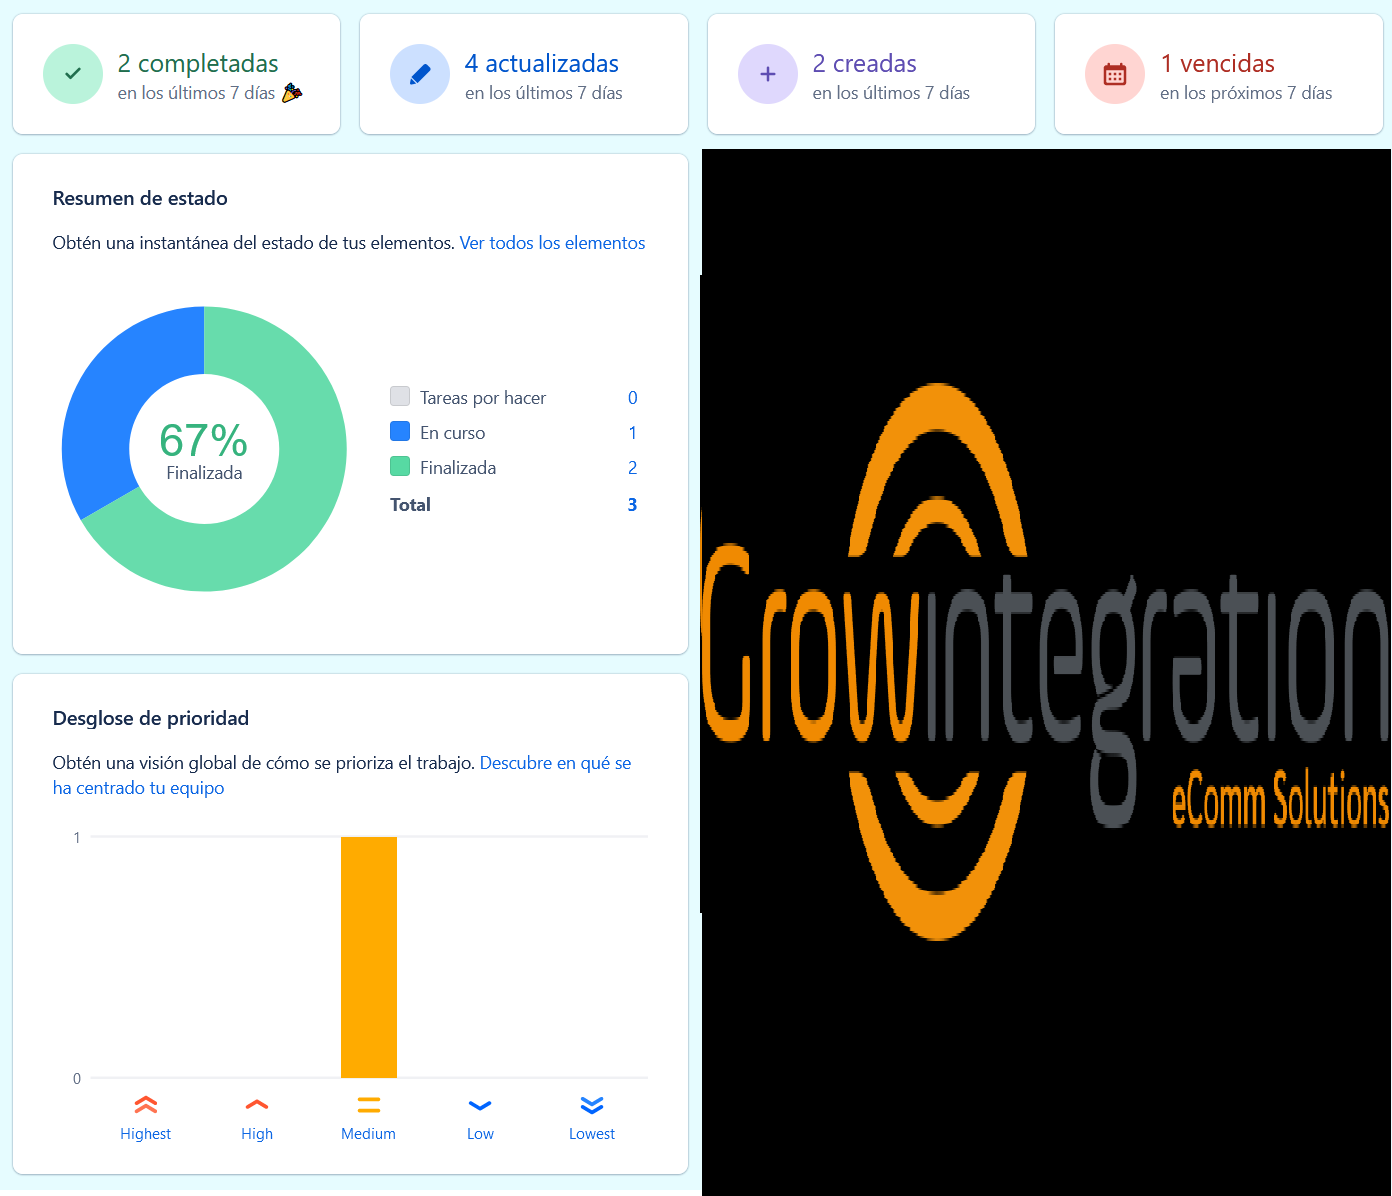 2 completadas
en los últimos 7 días
4 actualizadas
en los últimos 7 días
2 creadas
en los últimos 7 días
1 vencidas
en los próximos 7 días
Resumen de estado
Obtén una instantánea del estado de tus elementos. Ver todos los elementos
67%
Finalizada
Tareas por hacer 0
En curso 1
Finalizada 2
Total 3
Desglose de prioridad
Obtén una visión global de cómo se prioriza el trabajo. Descubre en qué se
ha centrado tu equipo
1
0
Highest High Medium Low Lowest
Growintegration
eComm Solutions